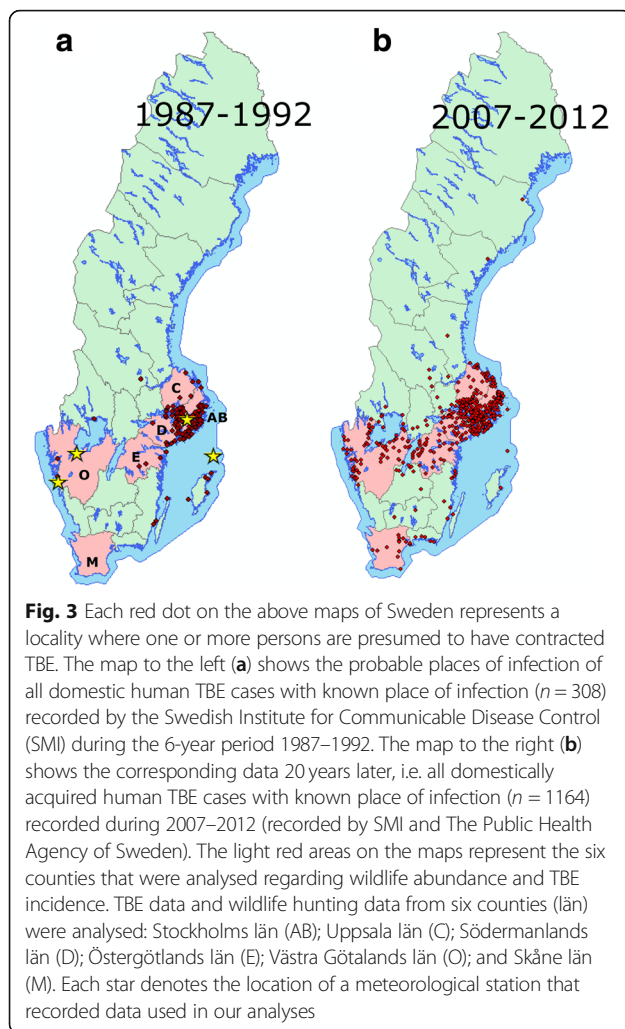 a b
1987-1992 2007-2012
C
AB
D
E
O
M
Fig. 3 Each red dot on the above maps of Sweden represents a
locality where one or more persons are presumed to have contracted
TBE. The map to the left (a) shows the probable places of infection of
all domestic human TBE cases with known place of infection (n = 308)
recorded by the Swedish Institute for Communicable Disease Control
(SMI) during the 6-year period 1987–1992. The map to the right (b)
shows the corresponding data 20 years later, i.e. all domestically
acquired human TBE cases with known place of infection (n = 1164)
recorded during 2007–2012 (recorded by SMI and The Public Health
Agency of Sweden). The light red areas on the maps represent the six
counties that were analysed regarding wildlife abundance and TBE
incidence. TBE data and wildlife hunting data from six counties (län)
were analysed: Stockholms län (AB); Uppsala län (C); Södermanlands
län (D); Östergötlands län (E); Västra Götalands län (O); and Skåne län
(M). Each star denotes the location of a meteorological station that
recorded data used in our analyses